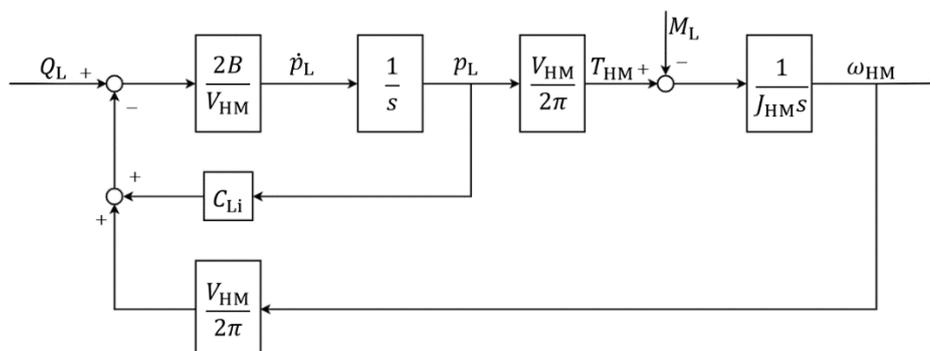 Q_L + − 2B/V_HM ṗ_L 1/s p_L V_HM/2π T_HM + M_L − 1/(J_HM s) ω_HM
+ + C_Li
V_HM/2π